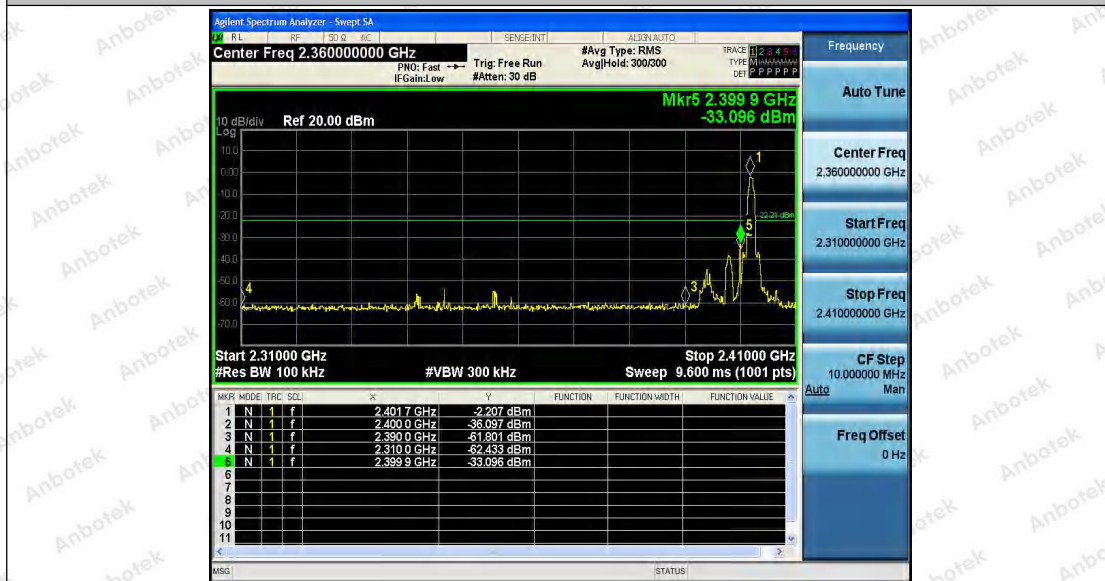 Agilent Spectrum Analyzer - Swept SA
RL RF 50 Ω AC SENSE:INT ALIGNAUTO
Center Freq 2.360000000 GHz
PNO: Fast
IFGain:Low
Trig: Free Run
#Atten: 30 dB
#Avg Type: RMS
Avg|Hold: 300/300
TRACE 1 2 3 4 5 6
TYPE M
DET P P P P P P
Mkr5 2.399 9 GHz
-33.096 dBm
10 dB/div Ref 20.00 dBm
Log
10.0
0.00
-10.0
-20.0
-30.0
-40.0
-50.0
-60.0
-70.0
1
-22.21 dBm
5
3
4
Start 2.31000 GHz Stop 2.41000 GHz
#Res BW 100 kHz #VBW 300 kHz Sweep 9.600 ms (1001 pts)
MKR MODE TRC SCL X Y FUNCTION FUNCTION WIDTH FUNCTION VALUE
1 N 1 f 2.401 7 GHz -2.207 dBm
2 N 1 f 2.400 0 GHz -36.097 dBm
3 N 1 f 2.390 0 GHz -61.801 dBm
4 N 1 f 2.310 0 GHz -62.433 dBm
5 N 1 f 2.399 9 GHz -33.096 dBm
6
7
8
9
10
11
MSG STATUS
Frequency
Auto Tune
Center Freq
2.360000000 GHz
Start Freq
2.310000000 GHz
Stop Freq
2.410000000 GHz
CF Step
10.000000 MHz
Auto Man
Freq Offset
0 Hz
Anbotek